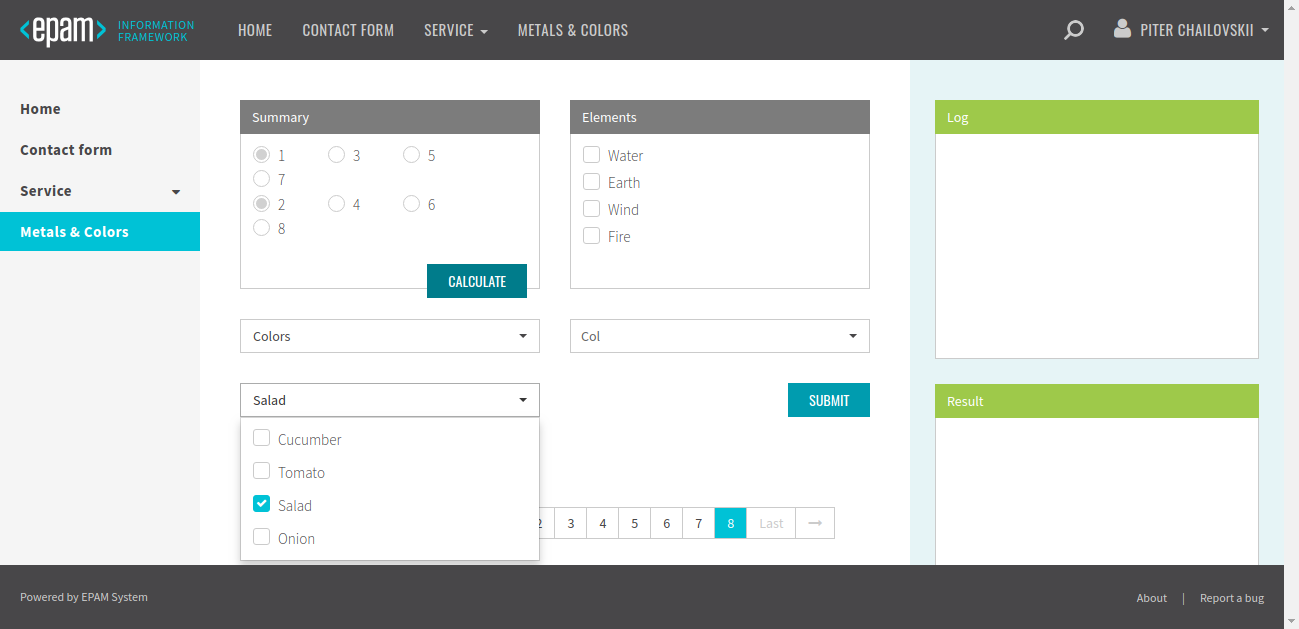 <epam> INFORMATION FRAMEWORK HOME CONTACT FORM SERVICE METALS & COLORS PITER CHAILOVSKII
Home
Contact form
Service
Metals & Colors
Summary
1 3 5
7
2 4 6
8
CALCULATE
Elements
Water
Earth
Wind
Fire
Colors
Col
Salad
SUBMIT
Cucumber
Tomato
Salad
Onion
2 3 4 5 6 7 8 Last →
Log
Result
Powered by EPAM System
About | Report a bug